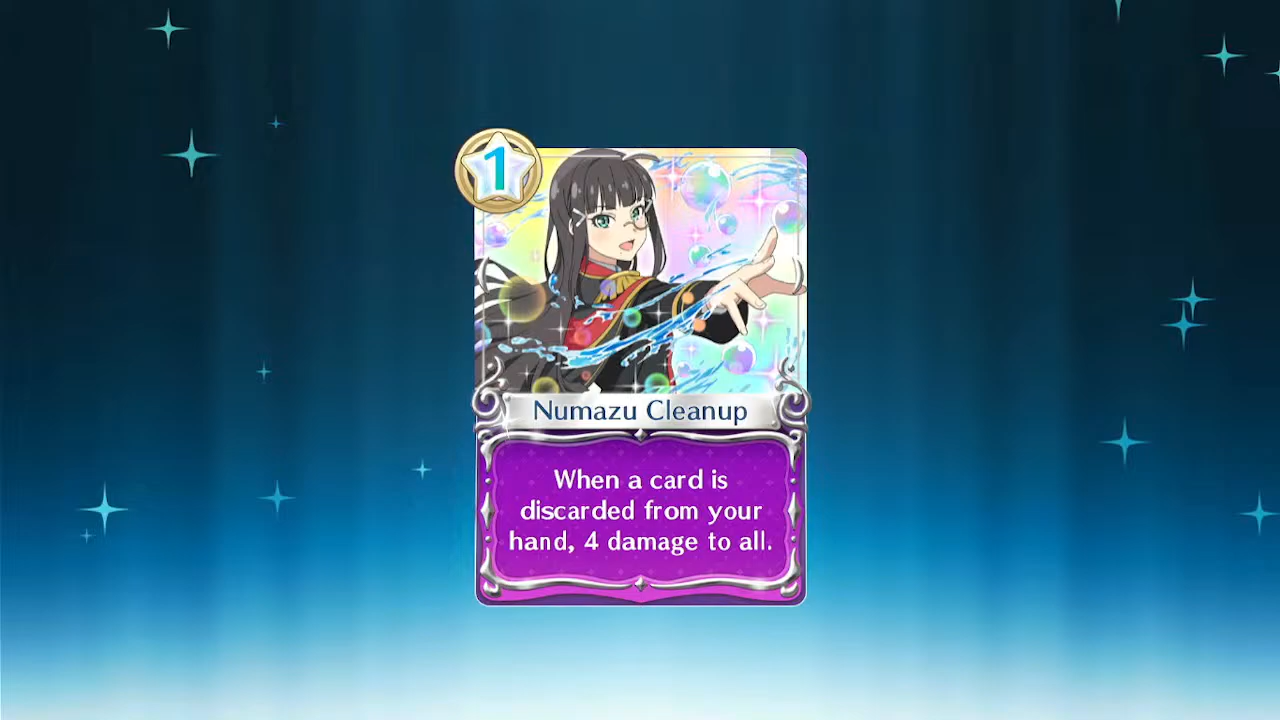 1
Numazu Cleanup
When a card is
discarded from your
hand, 4 damage to all.